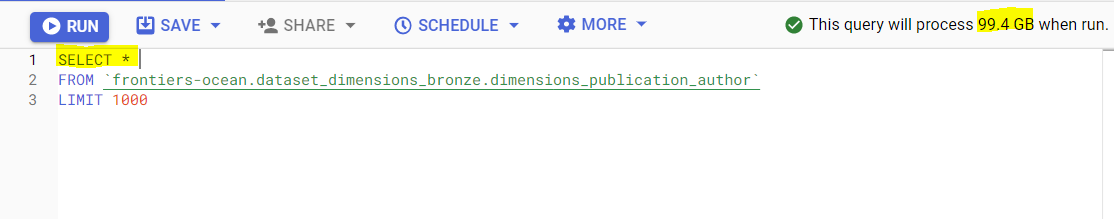 RUN SAVE SHARE SCHEDULE MORE This query will process 99.4 GB when run.
1 SELECT *
2 FROM `frontiers-ocean.dataset_dimensions_bronze.dimensions_publication_author`
3 LIMIT 1000